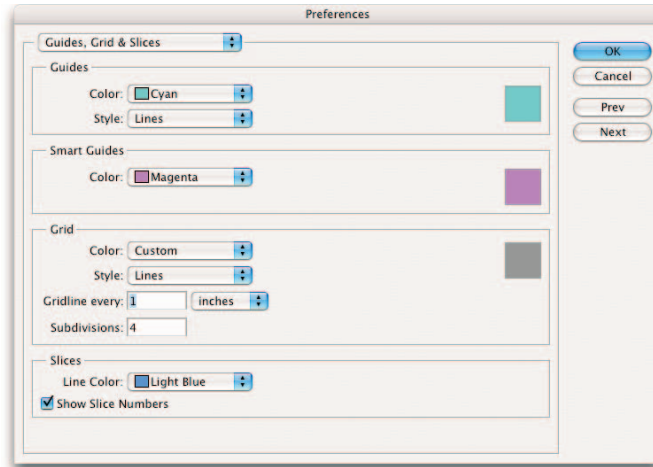 Preferences
Guides, Grid & Slices
OK
Cancel
Prev
Next
Guides
Color: Cyan
Style: Lines
Smart Guides
Color: Magenta
Grid
Color: Custom
Style: Lines
Gridline every: 1 inches
Subdivisions: 4
Slices
Line Color: Light Blue
Show Slice Numbers